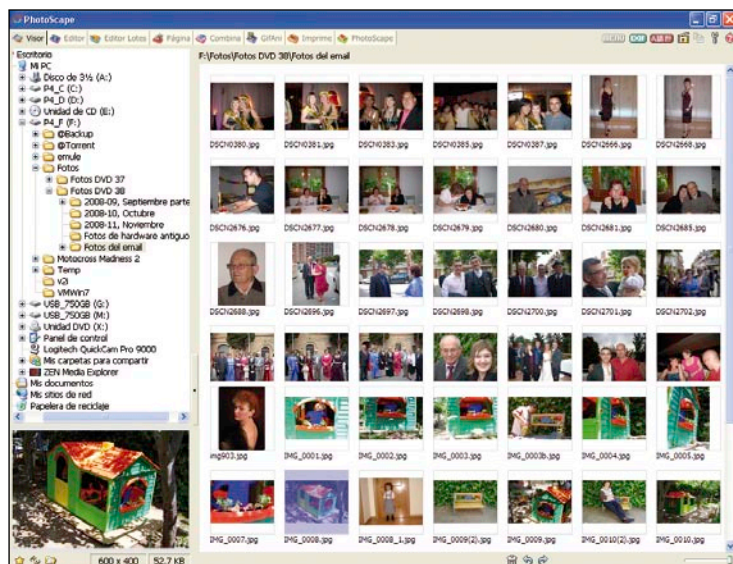 PhotoScape
Visor Editor Editor Lotes Página Combina GifAni Imprime PhotoScape
F:\Fotos\Fotos DVD 38\Fotos del email
Escritorio
Mi PC
Disco de 3½ (A:)
P4_C (C:)
P4_D (D:)
Unidad de CD (E:)
P4_F (F:)
@Backup
@Torrent
emule
Fotos
Fotos DVD 37
Fotos DVD 38
2008-09, Septiembre parte
2008-10, Octubre
2008-11, Noviembre
Fotos de hardware antiguo
Fotos del email
Motocross Madness 2
Temp
v2i
VMWin7
USB_750GB (G:)
USB_750GB (M:)
Unidad DVD (X:)
Panel de control
Logitech QuickCam Pro 9000
Mis carpetas para compartir
ZEN Media Explorer
Mis documentos
Mis sitios de red
Papelera de reciclaje
DSCN0380.jpg DSCN0381.jpg DSCN0383.jpg DSCN0385.jpg DSCN0387.jpg DSCN2666.jpg DSCN2668.jpg
DSCN2676.jpg DSCN2677.jpg DSCN2678.jpg DSCN2679.jpg DSCN2680.jpg DSCN2681.jpg DSCN2685.jpg
DSCN2688.jpg DSCN2696.jpg DSCN2697.jpg DSCN2698.jpg DSCN2700.jpg DSCN2701.jpg DSCN2702.jpg
img903.jpg IMG_0001.jpg IMG_0002.jpg IMG_0003.jpg IMG_0003b.jpg IMG_0004.jpg IMG_0005.jpg
IMG_0007.jpg IMG_0008.jpg IMG_0008_1.jpg IMG_0009(2).jpg IMG_0009.jpg IMG_0010(2).jpg IMG_0010.jpg
600 x 400 52.7 KB